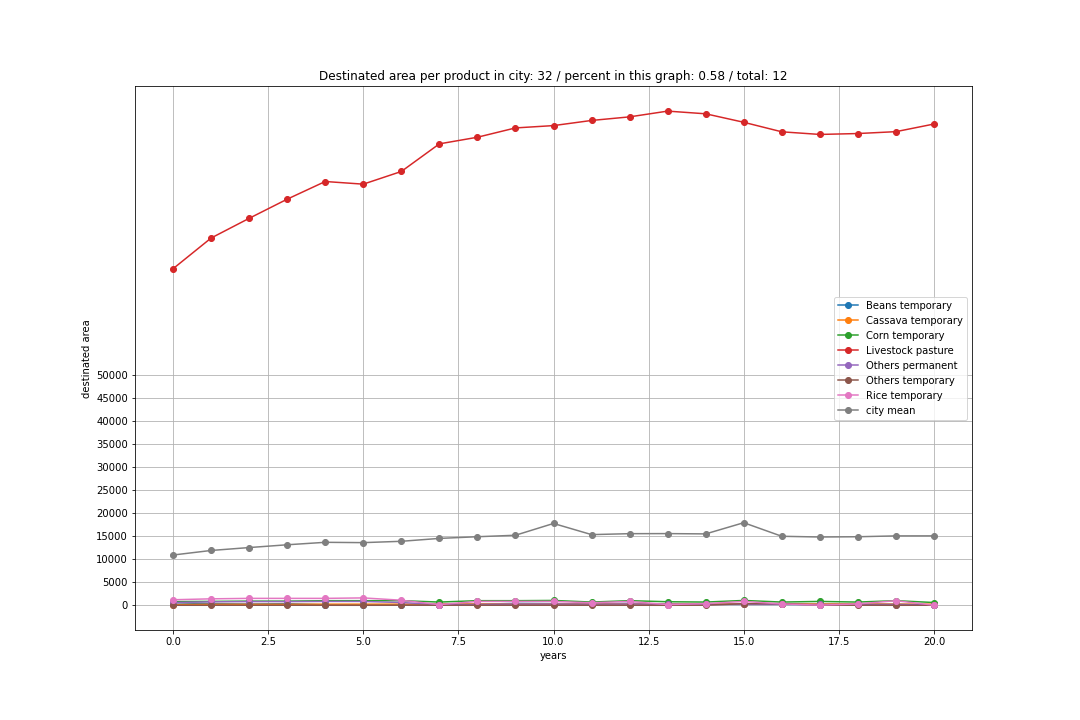 Destinated area per product in city: 32 / percent in this graph: 0.58 / total: 12
destinated area
50000
45000
40000
35000
30000
25000
20000
15000
10000
5000
0
Beans temporary
Cassava temporary
Corn temporary
Livestock pasture
Others permanent
Others temporary
Rice temporary
city mean
0.0 2.5 5.0 7.5 10.0 12.5 15.0 17.5 20.0
years